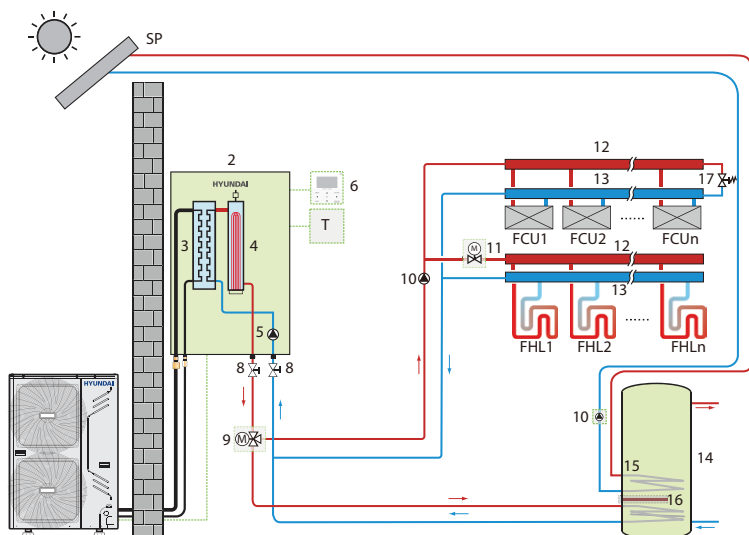 SP
2
HYUNDAI
6
T
3
4
5
8
8
M
9
12
13
17
FCU1
FCU2
......
FCUn
M
11
12
10
13
FHL1
FHL2
......
FHLn
HYUNDAI
10
15
14
16